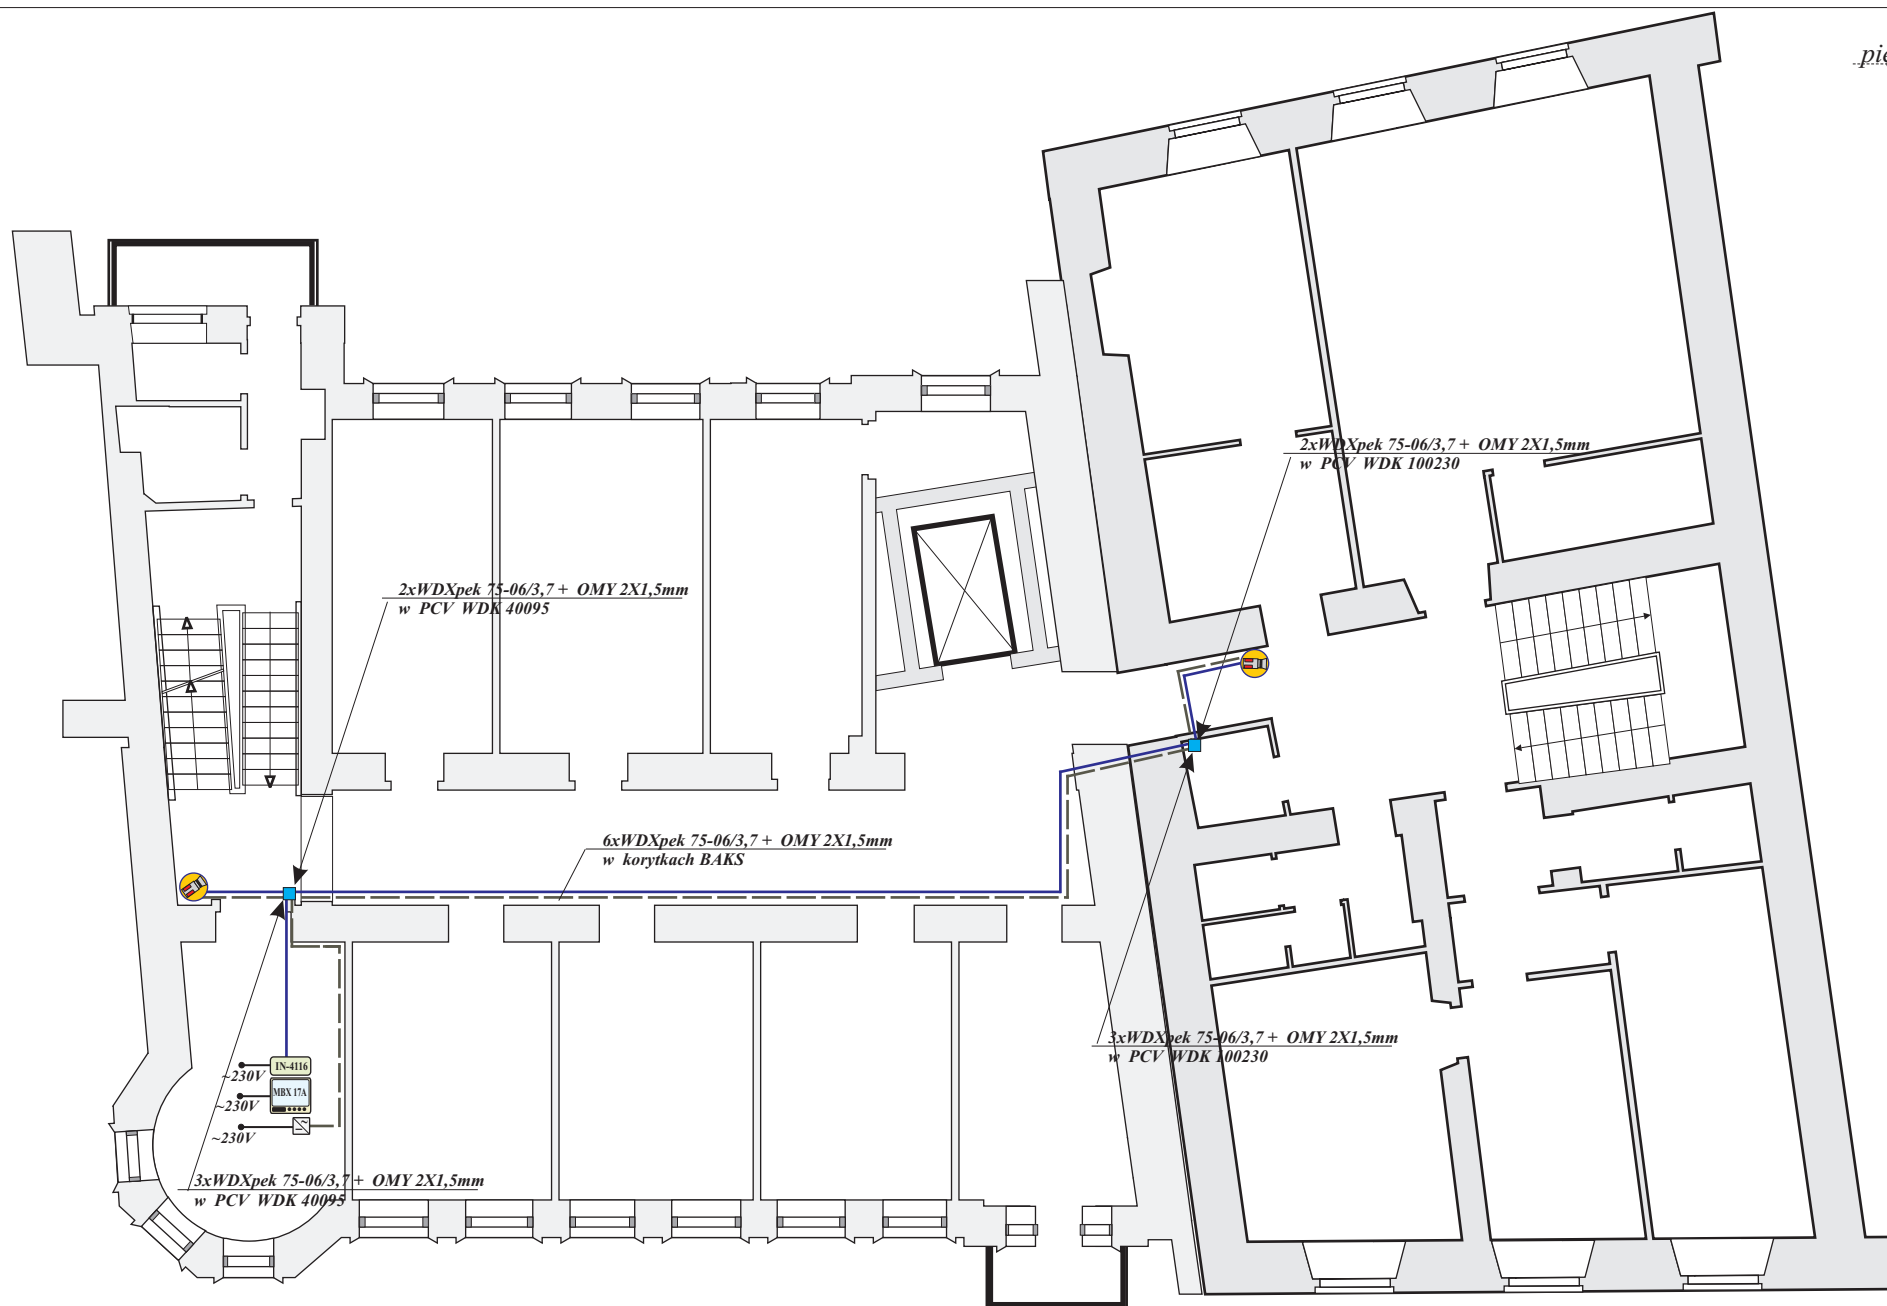 pię
2xWDXpek 75-06/3,7 + OMY 2X1,5mm
w PCV WDK 100230
2xWDXpek 75-06/3,7 + OMY 2X1,5mm
w PCV WDK 40095
6xWDXpek 75-06/3,7 + OMY 2X1,5mm
w korytkach BAKS
3xWDXpek 75-06/3,7 + OMY 2X1,5mm
w PCV WDK 100230
IN-4116
~230V
MBX 17A
~230V
~230V
3xWDXpek 75-06/3,7 + OMY 2X1,5mm
w PCV WDK 40095